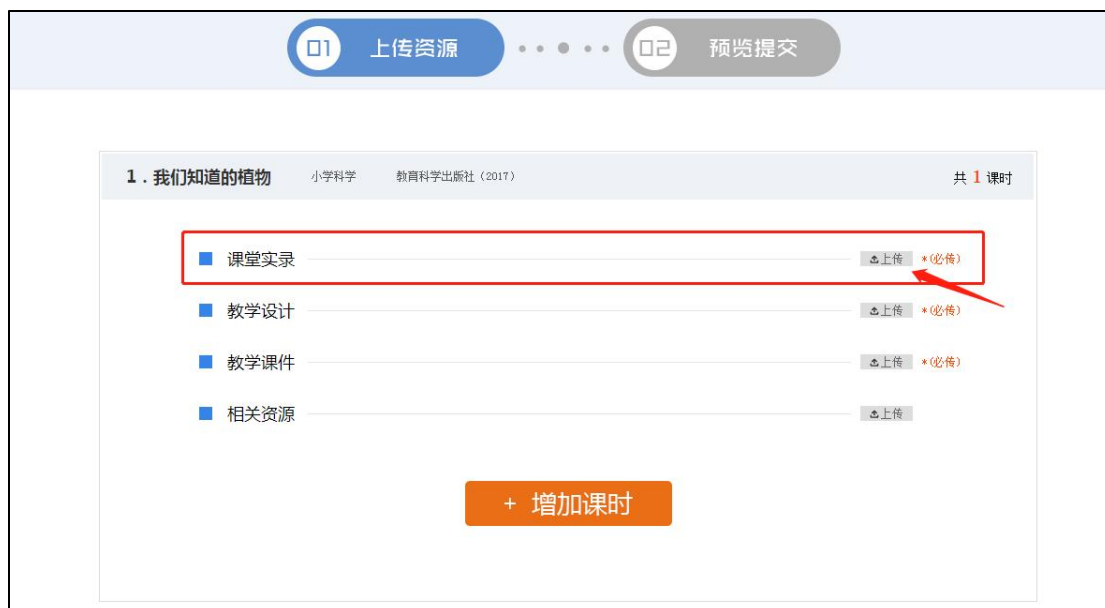 01 上传资源 02 预览提交
1．我们知道的植物 小学科学 教育科学出版社（2017） 共 1 课时
课堂实录 上传 *(必传)
教学设计 上传 *(必传)
教学课件 上传 *(必传)
相关资源 上传
+ 增加课时